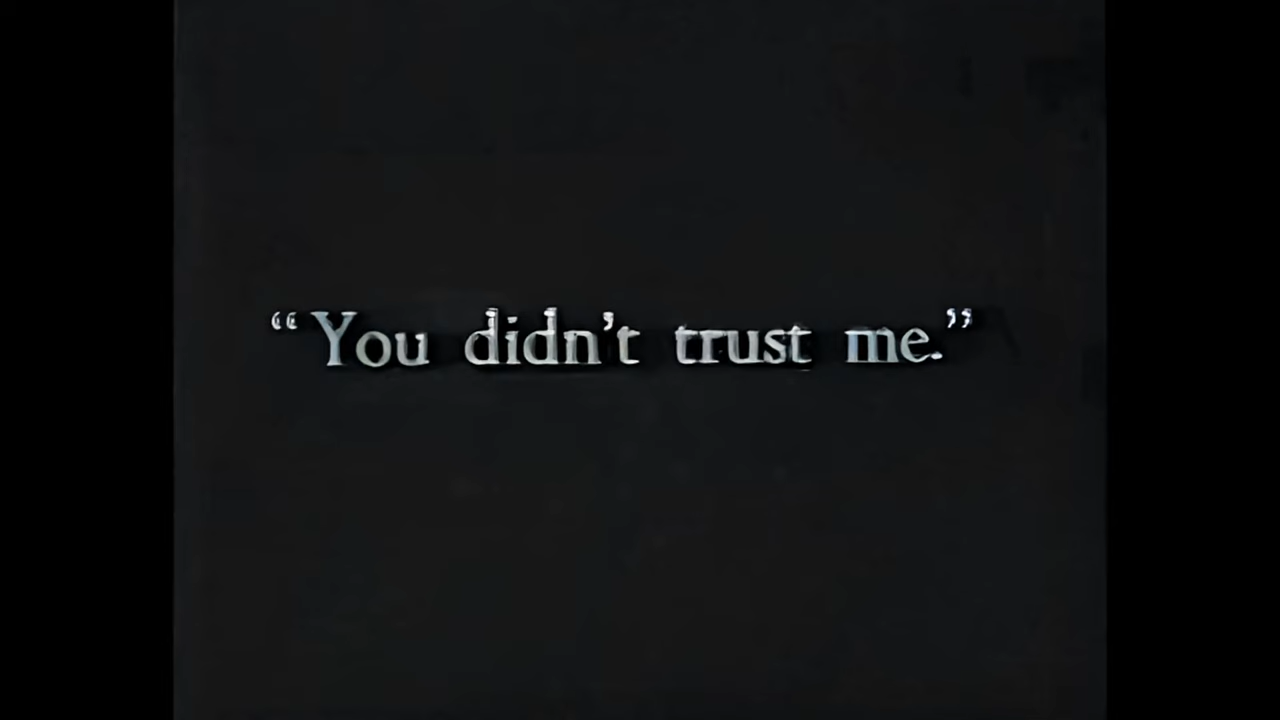 “You didn’t trust me.”